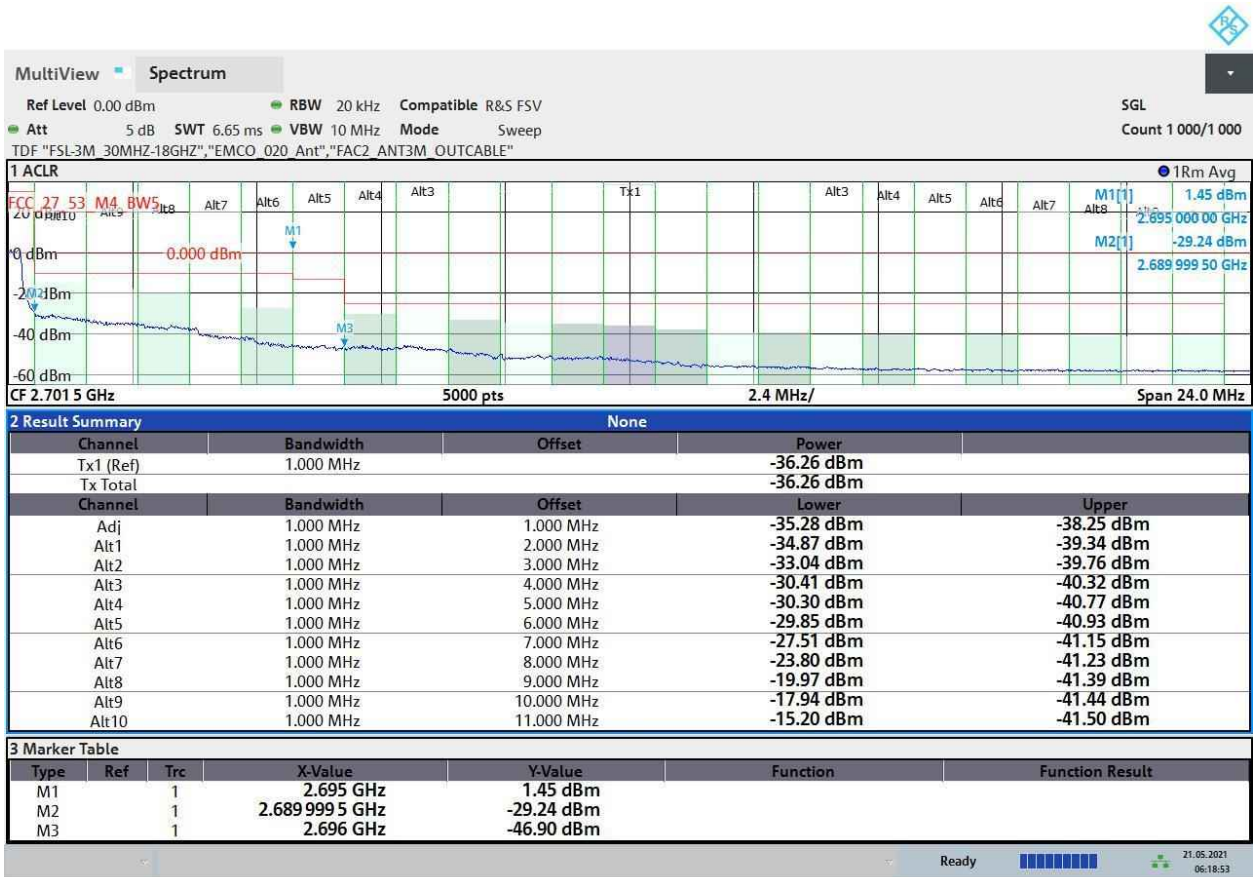 R&S
MultiView Spectrum
Ref Level 0.00 dBm RBW 20 kHz Compatible R&S FSV SGL
Att 5 dB SWT 6.65 ms VBW 10 MHz Mode Sweep Count 1 000/1 000
TDF "FSL-3M_30MHZ-18GHZ","EMCO_020_Ant","FAC2_ANT3M_OUTCABLE"
1 ACLR 1Rm Avg
FCC_27_53_M4_BW5 Alt8 Alt7 Alt6 Alt5 Alt4 Alt3 Tx1 Alt3 Alt4 Alt5 Alt6 Alt7 Alt8 M1[1] 1.45 dBm
20 dBm Alt10 Alt9 2.695 000 00 GHz
M1 M2[1] -29.24 dBm
0 dBm 0.000 dBm 2.689 999 50 GHz
-20 dBm M2
M3
-40 dBm
-60 dBm
CF 2.701 5 GHz 5000 pts 2.4 MHz/ Span 24.0 MHz
2 Result Summary None
Channel Bandwidth Offset Power
Tx1 (Ref) 1.000 MHz -36.26 dBm
Tx Total -36.26 dBm
Channel Bandwidth Offset Lower Upper
Adj 1.000 MHz 1.000 MHz -35.28 dBm -38.25 dBm
Alt1 1.000 MHz 2.000 MHz -34.87 dBm -39.34 dBm
Alt2 1.000 MHz 3.000 MHz -33.04 dBm -39.76 dBm
Alt3 1.000 MHz 4.000 MHz -30.41 dBm -40.32 dBm
Alt4 1.000 MHz 5.000 MHz -30.30 dBm -40.77 dBm
Alt5 1.000 MHz 6.000 MHz -29.85 dBm -40.93 dBm
Alt6 1.000 MHz 7.000 MHz -27.51 dBm -41.15 dBm
Alt7 1.000 MHz 8.000 MHz -23.80 dBm -41.23 dBm
Alt8 1.000 MHz 9.000 MHz -19.97 dBm -41.39 dBm
Alt9 1.000 MHz 10.000 MHz -17.94 dBm -41.44 dBm
Alt10 1.000 MHz 11.000 MHz -15.20 dBm -41.50 dBm
3 Marker Table
Type Ref Trc X-Value Y-Value Function Function Result
M1 1 2.695 GHz 1.45 dBm
M2 1 2.689 999 5 GHz -29.24 dBm
M3 1 2.696 GHz -46.90 dBm
Ready 21.05.2021
06:18:53